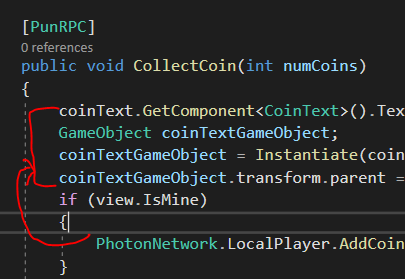 [PunRPC]
0 references
public void CollectCoin(int numCoins)
{
coinText.GetComponent<CoinText>().Tex
GameObject coinTextGameObject;
coinTextGameObject = Instantiate(coin
coinTextGameObject.transform.parent =
if (view.IsMine)
{
PhotonNetwork.LocalPlayer.AddCoin
}